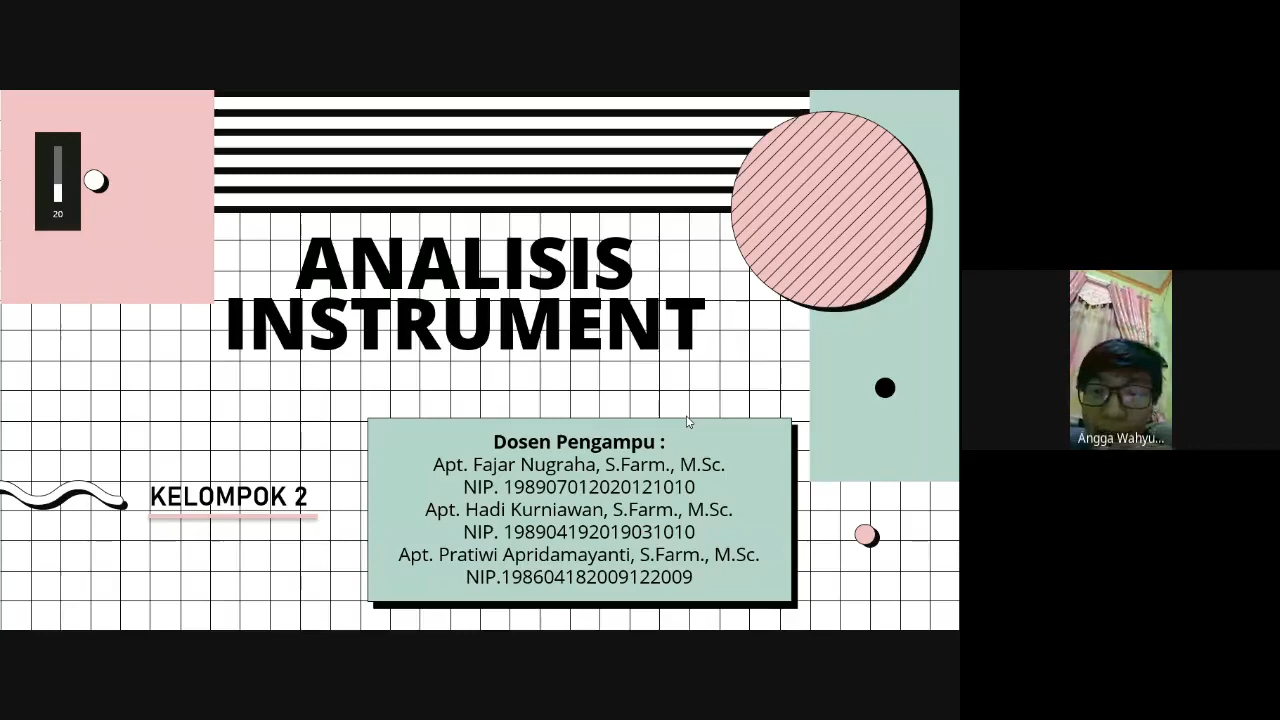 20
ANALISIS
INSTRUMENT
KELOMPOK 2
Dosen Pengampu :
Apt. Fajar Nugraha, S.Farm., M.Sc.
NIP. 198907012020121010
Apt. Hadi Kurniawan, S.Farm., M.Sc.
NIP. 198904192019031010
Apt. Pratiwi Apridamayanti, S.Farm., M.Sc.
NIP.198604182009122009
Angga Wahyu...